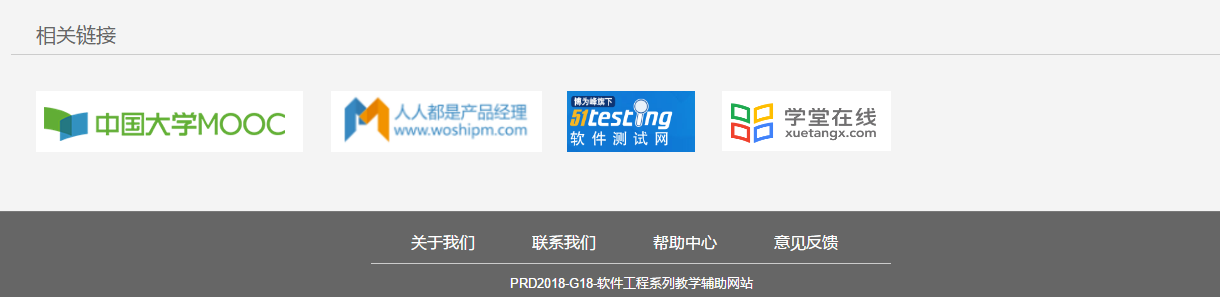 相关链接
中国大学MOOC
人人都是产品经理
www.woshipm.com
博为峰旗下
51testing
软件测试网
学堂在线
xuetangx.com
关于我们 联系我们 帮助中心 意见反馈
PRD2018-G18-软件工程系列教学辅助网站